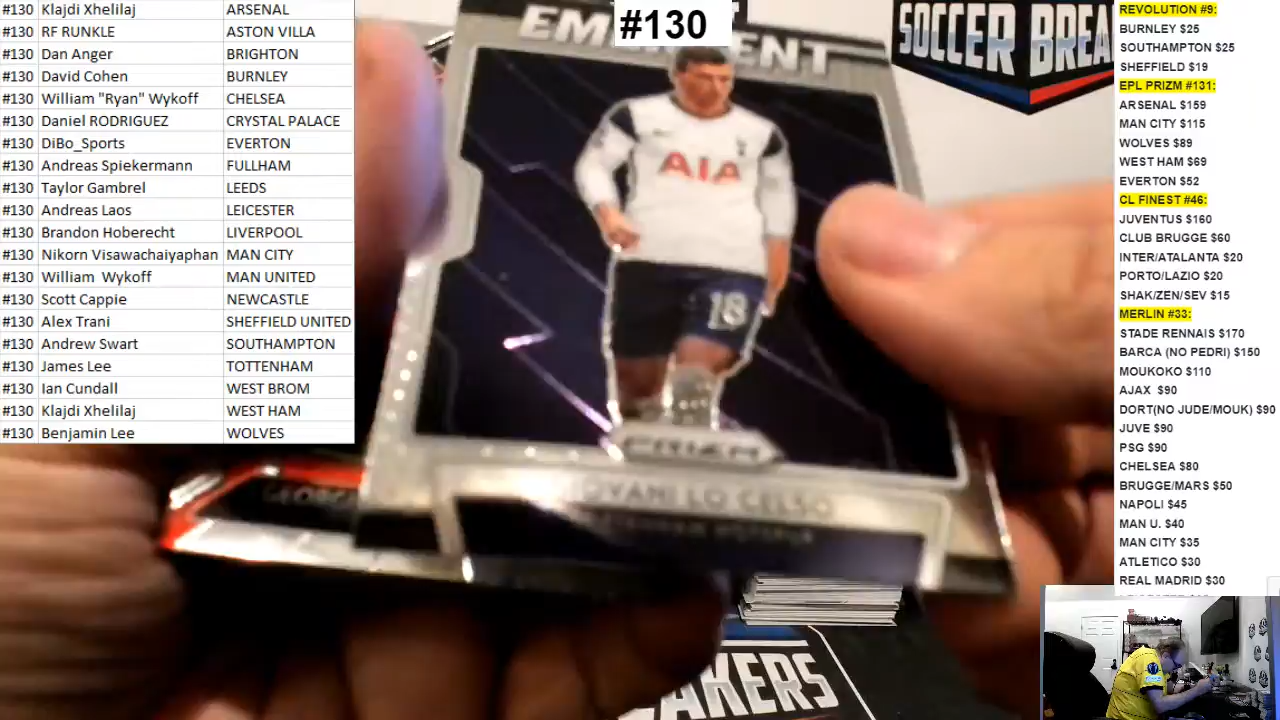 #130 Klajdi Xhelilaj ARSENAL
#130 RF RUNKLE ASTON VILLA
#130 Dan Anger BRIGHTON
#130 David Cohen BURNLEY
#130 William "Ryan" Wykoff CHELSEA
#130 Daniel RODRIGUEZ CRYSTAL PALACE
#130 DiBo_Sports EVERTON
#130 Andreas Spiekermann FULLHAM
#130 Taylor Gambrel LEEDS
#130 Andreas Laos LEICESTER
#130 Brandon Hoberecht LIVERPOOL
#130 Nikorn Visawachaiyaphan MAN CITY
#130 William Wykoff MAN UNITED
#130 Scott Cappie NEWCASTLE
#130 Alex Trani SHEFFIELD UNITED
#130 Andrew Swart SOUTHAMPTON
#130 James Lee TOTTENHAM
#130 Ian Cundall WEST BROM
#130 Klajdi Xhelilaj WEST HAM
#130 Benjamin Lee WOLVES
#130
SOCCER BREA
AIA
18
PRIZM
OVANI LO CELSO
GEORG
AKERS
REVOLUTION #9:
BURNLEY $25
SOUTHAMPTON $25
SHEFFIELD $19
EPL PRIZM #131:
ARSENAL $159
MAN CITY $115
WOLVES $89
WEST HAM $69
EVERTON $52
CL FINEST #46:
JUVENTUS $160
CLUB BRUGGE $60
INTER/ATALANTA $20
PORTO/LAZIO $20
SHAK/ZEN/SEV $15
MERLIN #33:
STADE RENNAIS $170
BARCA (NO PEDRI) $150
MOUKOKO $110
AJAX $90
DORT(NO JUDE/MOUK) $90
JUVE $90
PSG $90
CHELSEA $80
BRUGGE/MARS $50
NAPOLI $45
MAN U. $40
MAN CITY $35
ATLETICO $30
REAL MADRID $30